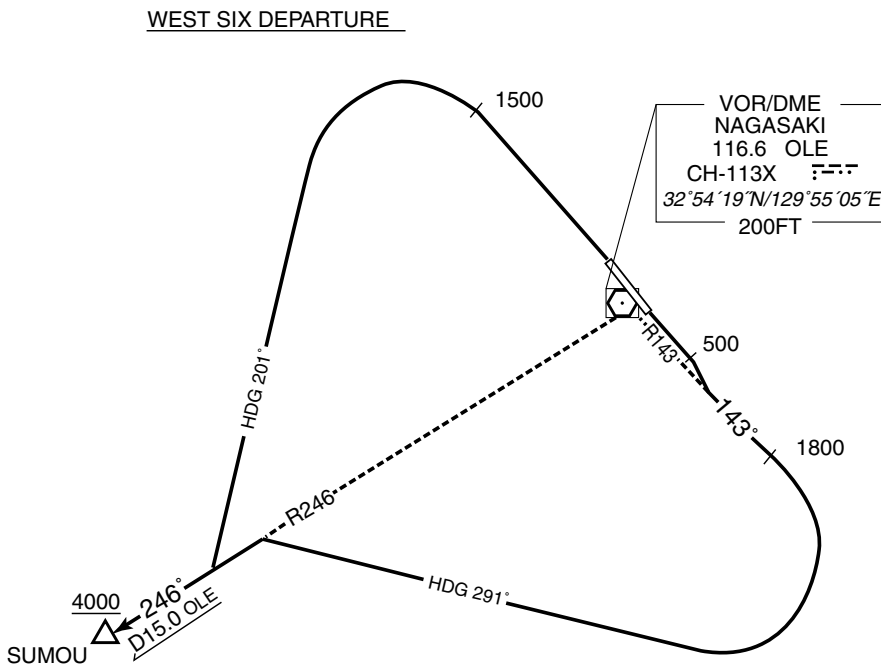 WEST SIX DEPARTURE
1500
VOR/DME
NAGASAKI
116.6 OLE
CH-113X
32°54´19˝N/129°55´05˝E
200FT
R143
500
143°
1800
HDG 201°
R246
HDG 291°
246°
D15.0 OLE
4000
SUMOU